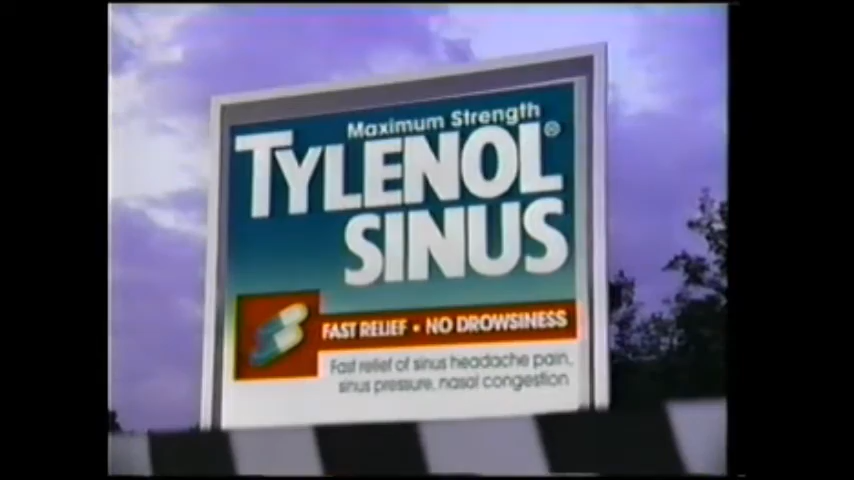 Maximum Strength
TYLENOL®
SINUS
FAST RELIEF • NO DROWSINESS
Fast relief of sinus headache pain,
sinus pressure, nasal congestion